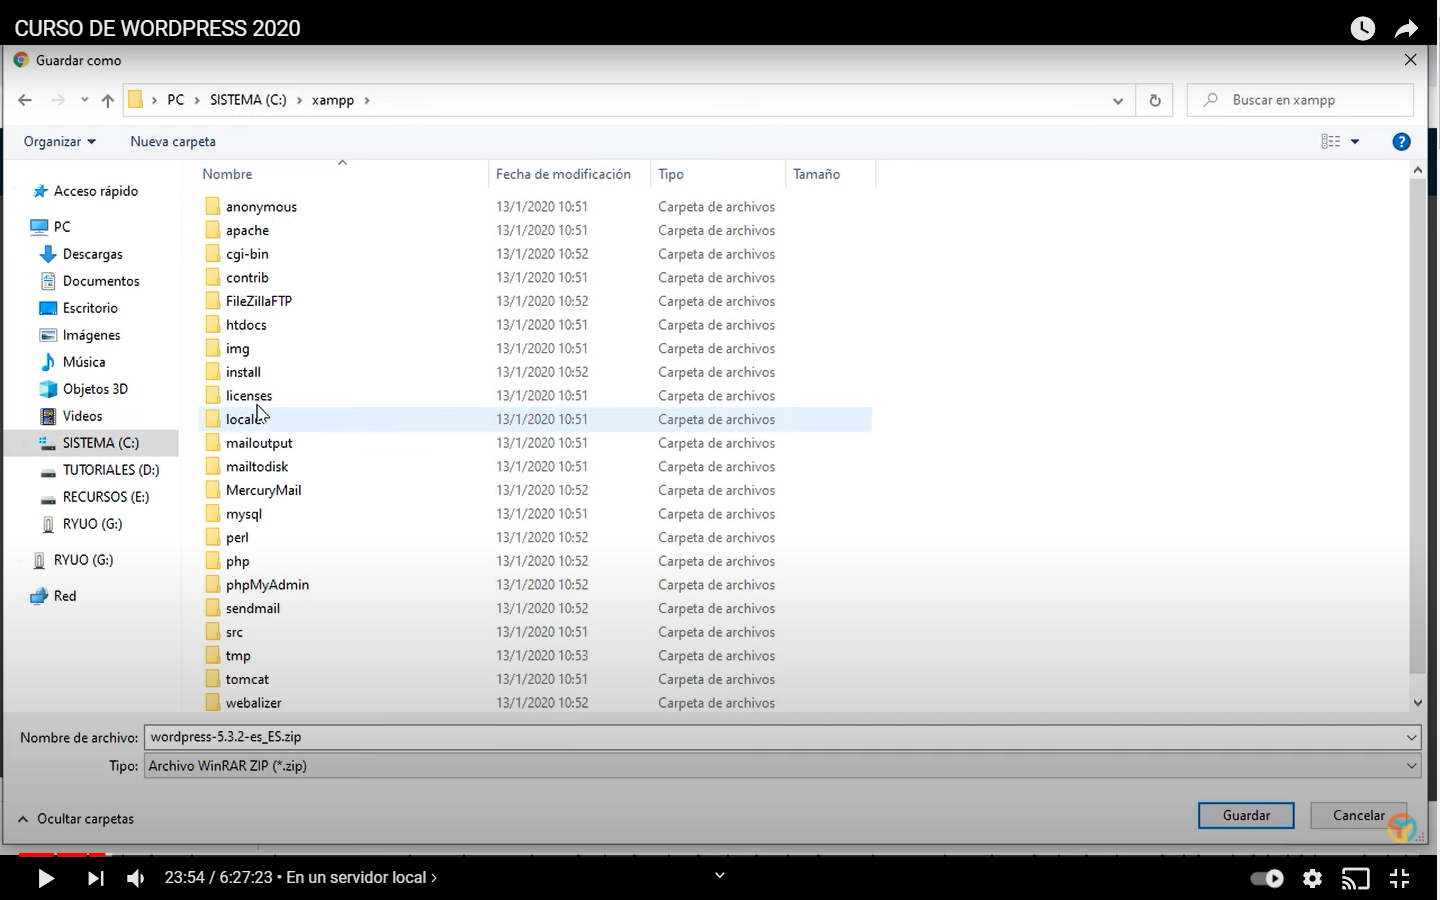 CURSO DE WORDPRESS 2020
Guardar como
PC > SISTEMA (C:) > xampp >
Buscar en xampp
Organizar
Nueva carpeta
Nombre
Fecha de modificación
Tipo
Tamaño
Acceso rápido
PC
Descargas
Documentos
Escritorio
Imágenes
Música
Objetos 3D
Videos
SISTEMA (C:)
TUTORIALES (D:)
RECURSOS (E:)
RYUO (G:)
RYUO (G:)
Red
anonymous 13/1/2020 10:51 Carpeta de archivos
apache 13/1/2020 10:51 Carpeta de archivos
cgi-bin 13/1/2020 10:52 Carpeta de archivos
contrib 13/1/2020 10:51 Carpeta de archivos
FileZillaFTP 13/1/2020 10:52 Carpeta de archivos
htdocs 13/1/2020 10:51 Carpeta de archivos
img 13/1/2020 10:51 Carpeta de archivos
install 13/1/2020 10:52 Carpeta de archivos
licenses 13/1/2020 10:51 Carpeta de archivos
13/1/2020 10:51 Carpeta de archivos
mailoutput 13/1/2020 10:51 Carpeta de archivos
mailtodisk 13/1/2020 10:51 Carpeta de archivos
MercuryMail 13/1/2020 10:52 Carpeta de archivos
mysql 13/1/2020 10:51 Carpeta de archivos
perl 13/1/2020 10:52 Carpeta de archivos
php 13/1/2020 10:52 Carpeta de archivos
phpMyAdmin 13/1/2020 10:52 Carpeta de archivos
sendmail 13/1/2020 10:52 Carpeta de archivos
src 13/1/2020 10:51 Carpeta de archivos
tmp 13/1/2020 10:53 Carpeta de archivos
tomcat 13/1/2020 10:51 Carpeta de archivos
webalizer 13/1/2020 10:52 Carpeta de archivos
Nombre de archivo: wordpress-5.3.2-es_ES.zip
Tipo: Archivo WinRAR ZIP (*.zip)
Ocultar carpetas
Guardar
Cancelar
23:54 / 6:27:23 • En un servidor local >